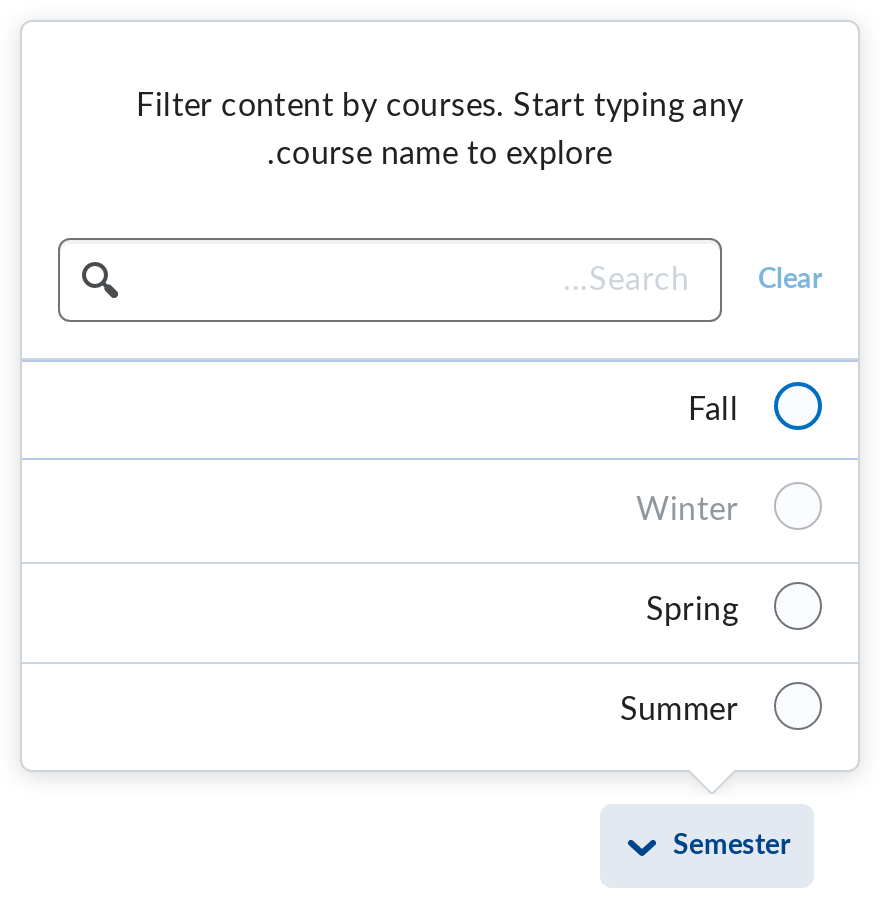 Filter content by courses. Start typing any
.course name to explore
...Search
Clear
Fall
Winter
Spring
Summer
Semester